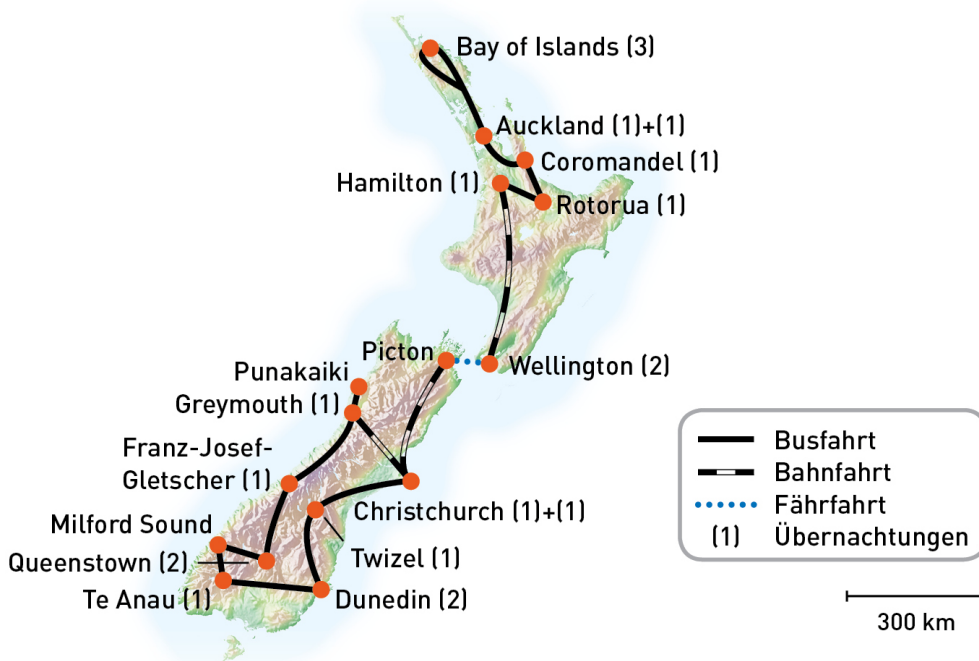 Bay of Islands (3)
Auckland (1)+(1)
Coromandel (1)
Hamilton (1)
Rotorua (1)
Picton
Wellington (2)
Punakaiki
Greymouth (1)
Franz-Josef-
Gletscher (1)
Christchurch (1)+(1)
Milford Sound
Twizel (1)
Queenstown (2)
Te Anau (1)
Dunedin (2)
Busfahrt
Bahnfahrt
Fährfahrt
(1) Übernachtungen
300 km